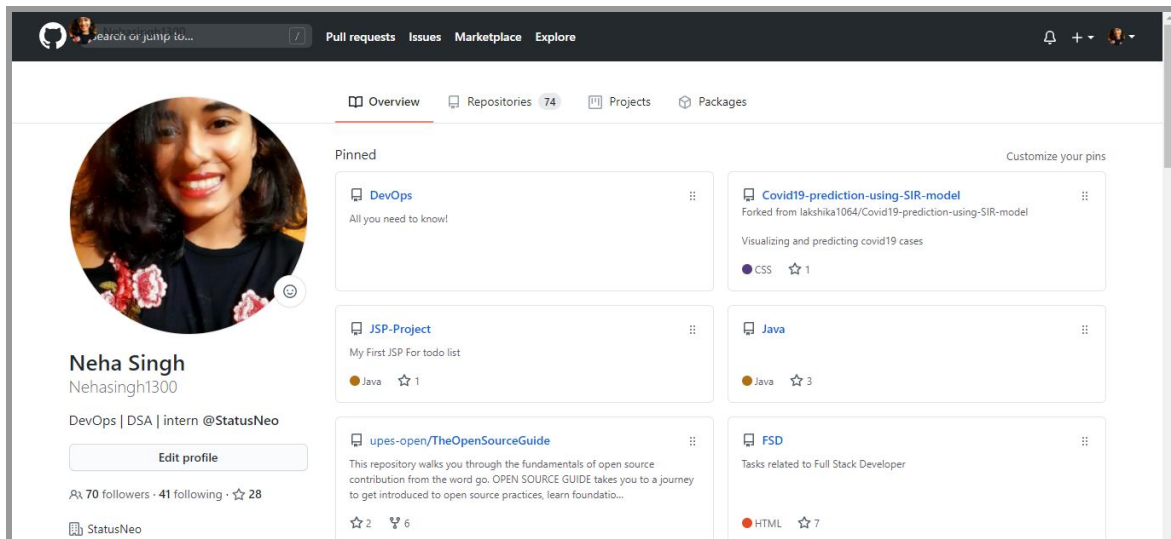 Search or jump to... /
Pull requests Issues Marketplace Explore
Overview Repositories 74 Projects Packages
Pinned
Customize your pins
DevOps
All you need to know!
Covid19-prediction-using-SIR-model
Forked from lakshika1064/Covid19-prediction-using-SIR-model
Visualizing and predicting covid19 cases
CSS 1
JSP-Project
My First JSP For todo list
Java 1
Java
Java 3
upes-open/TheOpenSourceGuide
This repository walks you through the fundamentals of open source
contribution from the word go. OPEN SOURCE GUIDE takes you to a journey
to get introduced to open source practices, learn foundatio...
2 6
FSD
Tasks related to Full Stack Developer
HTML 7
Neha Singh
Nehasingh1300
DevOps | DSA | intern @StatusNeo
Edit profile
70 followers · 41 following · 28
StatusNeo